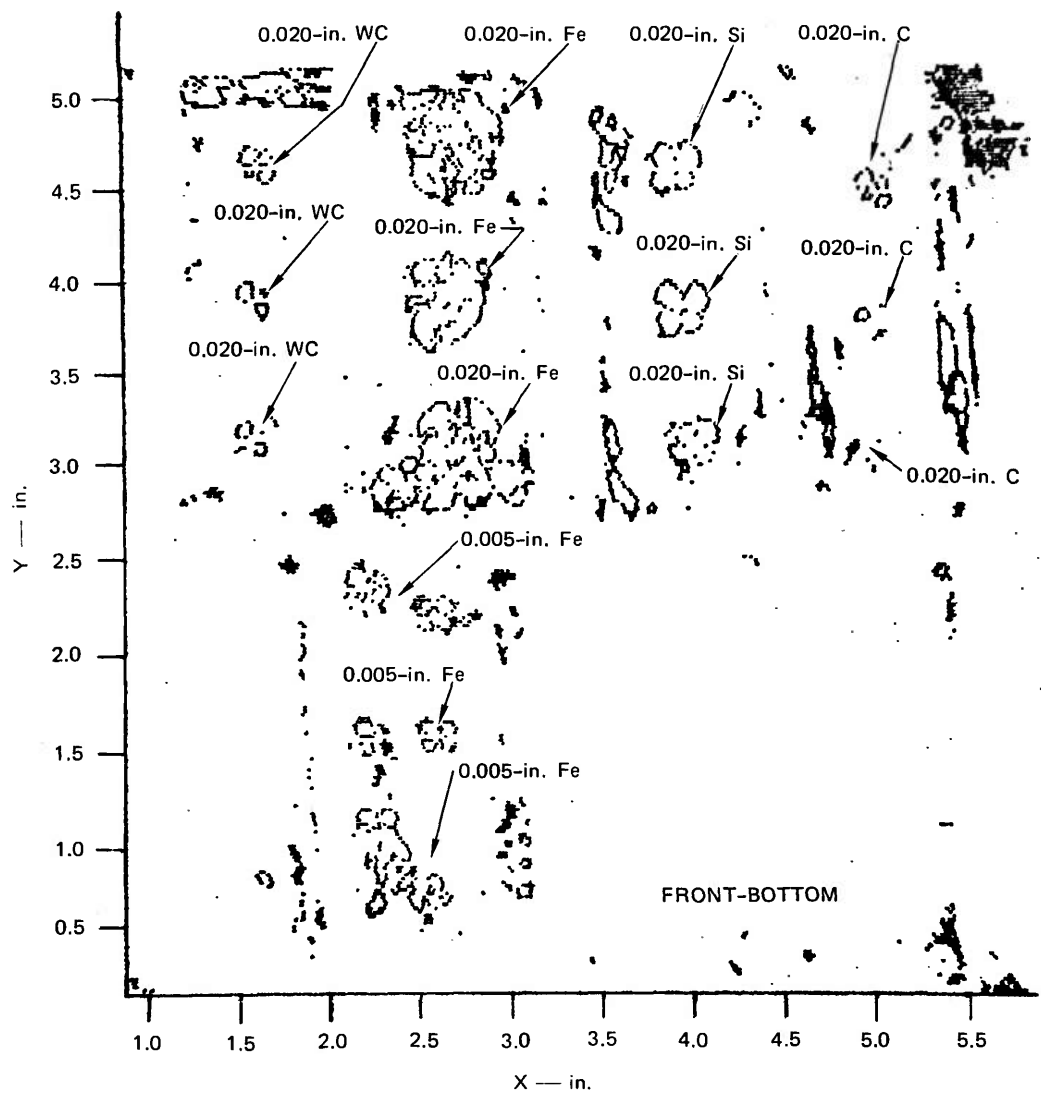 0.020-in. WC 0.020-in. Fe 0.020-in. Si 0.020-in. C
5.0
4.5
0.020-in. WC
0.020-in. Fe
0.020-in. Si
0.020-in. C
4.0
0.020-in. WC
3.5
0.020-in. Fe
0.020-in. Si
3.0
0.020-in. C
Y — in.
0.005-in. Fe
2.5
2.0
0.005-in. Fe
1.5
0.005-in. Fe
1.0
FRONT-BOTTOM
0.5
1.0 1.5 2.0 2.5 3.0 3.5 4.0 4.5 5.0 5.5
X — in.